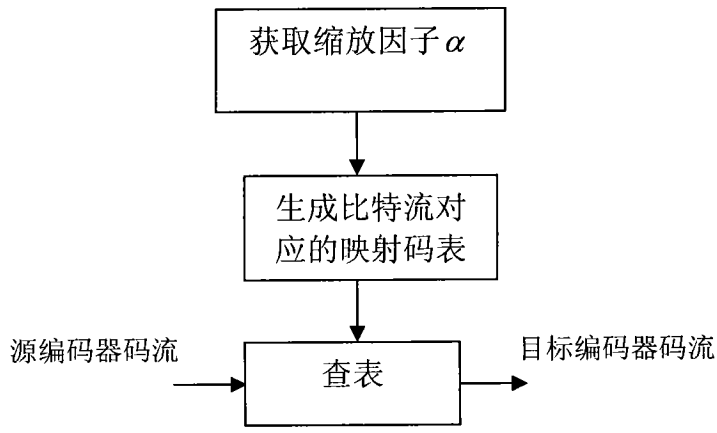 获取缩放因子α
生成比特流对
应的映射码表
源编码器码流
查表
目标编码器码流